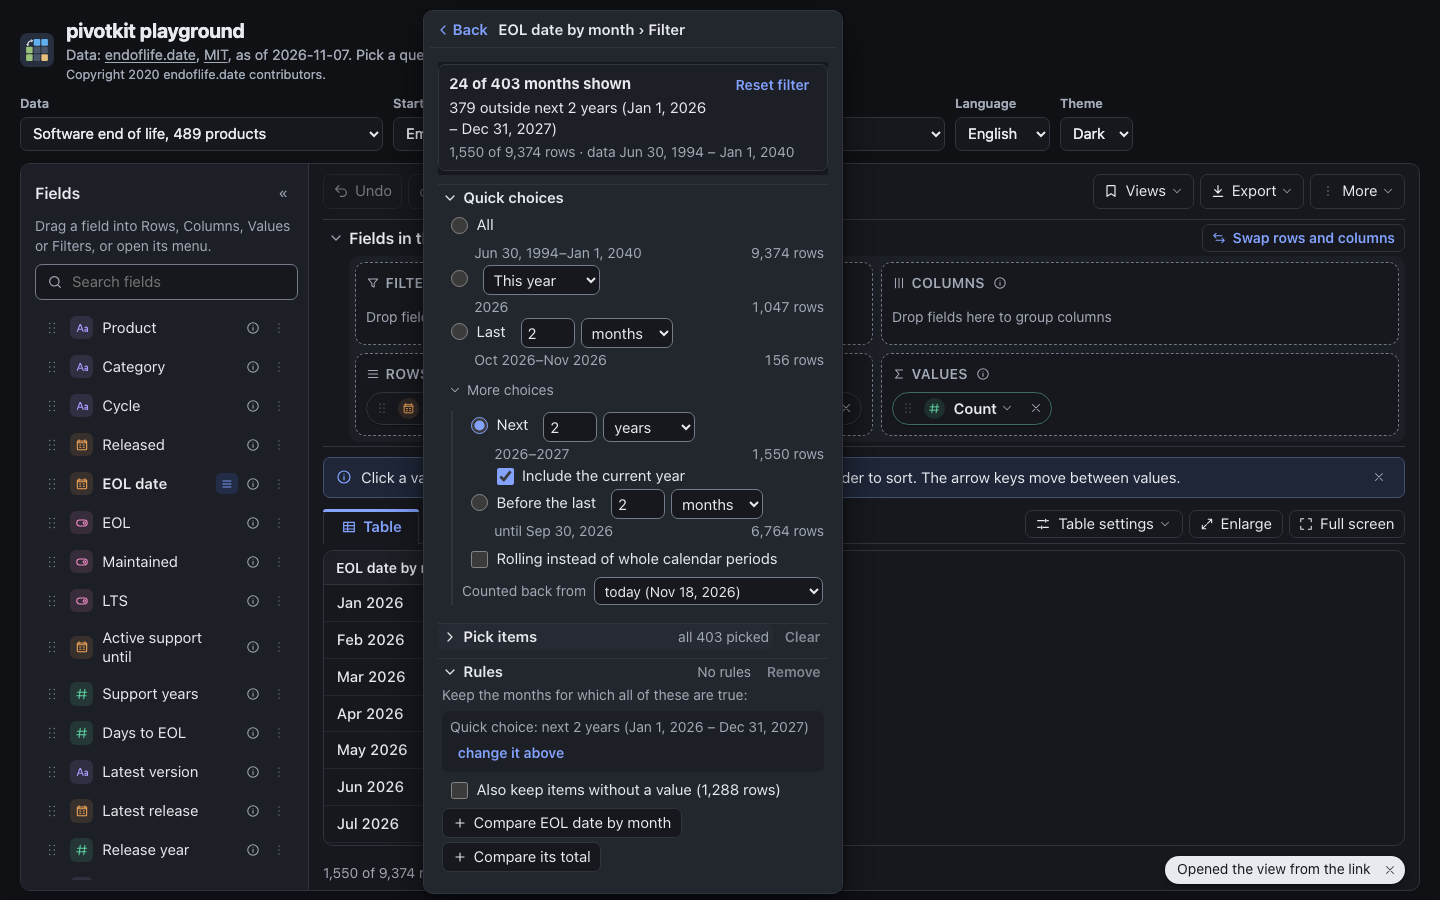 pivotkit playground
Data: endoflife.date, MIT, as of 2026-11-07. Pick a que
Copyright 2020 endoflife.date contributors.
Data
Software end of life, 489 products
Start
Em
Language
English
Theme
Dark
Fields
«
Drag a field into Rows, Columns, Values
or Filters, or open its menu.
Search fields
Product
Category
Cycle
Released
EOL date
EOL
Maintained
LTS
Active support
until
Support years
Days to EOL
Latest version
Latest release
Release year
Undo
Views
Export
More
Fields in t
Swap rows and columns
FILTE
Drop fiel
COLUMNS
Drop fields here to group columns
ROWS
VALUES
Count
Click a va
der to sort. The arrow keys move between values.
Table
Table settings
Enlarge
Full screen
EOL date by
Jan 2026
Feb 2026
Mar 2026
Apr 2026
May 2026
Jun 2026
Jul 2026
1,550 of 9,374 r
Back
EOL date by month › Filter
24 of 403 months shown
Reset filter
379 outside next 2 years (Jan 1, 2026
– Dec 31, 2027)
1,550 of 9,374 rows · data Jun 30, 1994 – Jan 1, 2040
Quick choices
All
Jun 30, 1994–Jan 1, 2040
9,374 rows
This year
2026
1,047 rows
Last
2
months
Oct 2026–Nov 2026
156 rows
More choices
Next
2
years
2026–2027
1,550 rows
Include the current year
Before the last
2
months
until Sep 30, 2026
6,764 rows
Rolling instead of whole calendar periods
Counted back from
today (Nov 18, 2026)
Pick items
all 403 picked
Clear
Rules
No rules
Remove
Keep the months for which all of these are true:
Quick choice: next 2 years (Jan 1, 2026 – Dec 31, 2027)
change it above
Also keep items without a value (1,288 rows)
+ Compare EOL date by month
+ Compare its total
Opened the view from the link